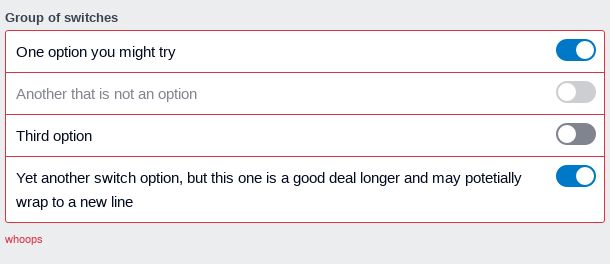 Group of switches
One option you might try
Another that is not an option
Third option
Yet another switch option, but this one is a good deal longer and may potetially
wrap to a new line
whoops